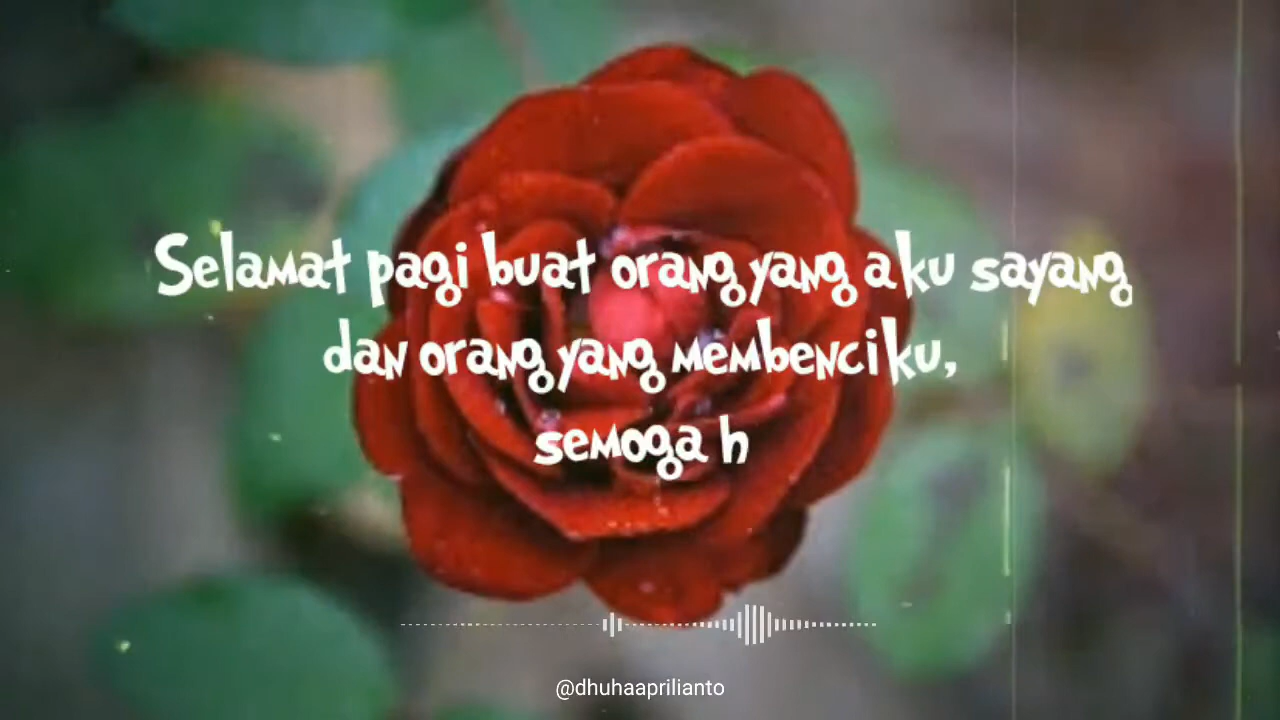 Selamat pagi buat orang yang aku sayang
dan orang yang membenciku,
semoga h
@dhuhaaprilianto